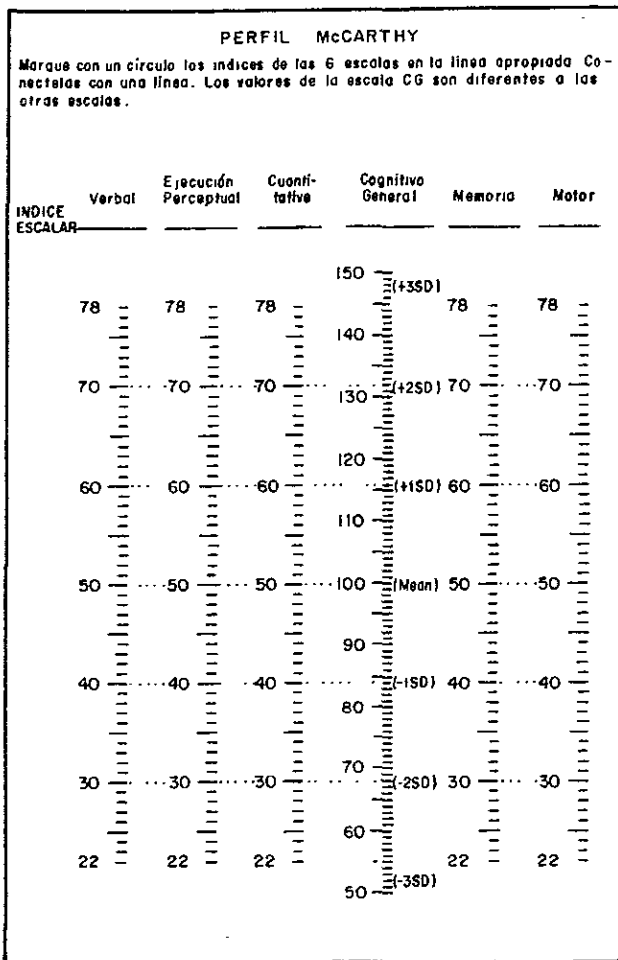 PERFIL McCARTHY
Marque con un círculo los indices de las 6 escalas en la línea apropiada Co-
nectelas con una línea. Los valores de la escala CG son diferentes a las
otras escalas.
INDICE
ESCALAR
Verbal
Ejecución
Perceptual
Cuanti-
tative
Cognitivo
General
Memoria
Motor
150 (+3SD)
78 78 78 78 78
140
70 70 70 (+2SD) 70 70
130
120
60 60 60 (+1SD) 60 60
110
50 50 50 100 (Mean) 50 50
90
40 40 40 (-1SD) 40 40
80
70
30 30 30 (-2SD) 30 30
60
22 22 22 22 22
50 (-3SD)